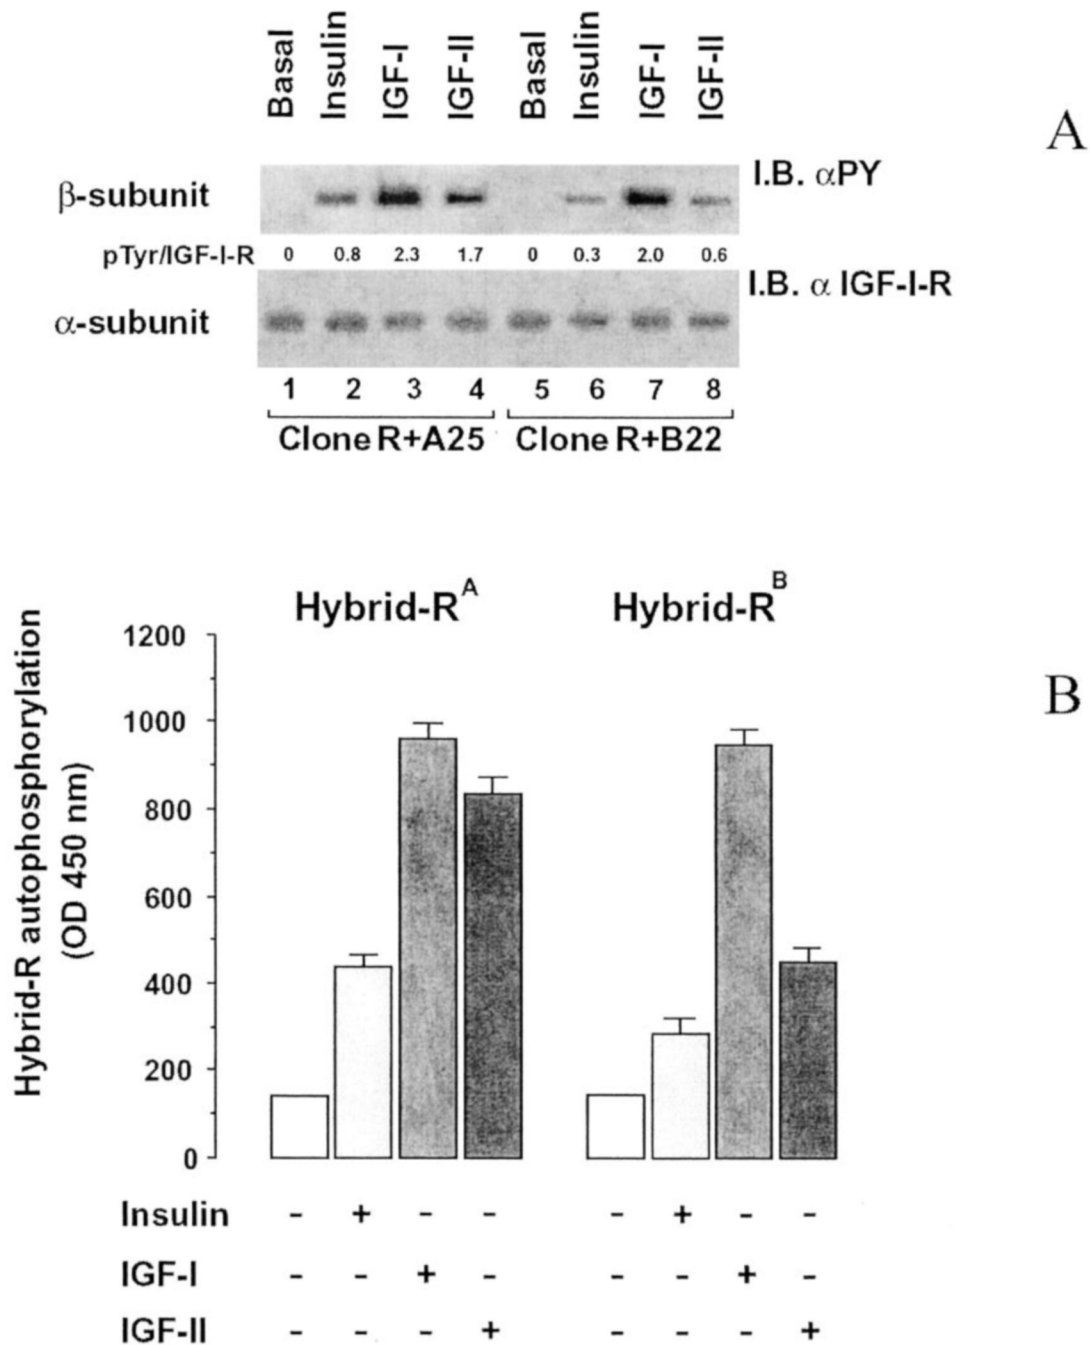 Basal Insulin IGF-I IGF-II Basal Insulin IGF-I IGF-II
A
β-subunit
I.B. αPY
pTyr/IGF-I-R 0 0.8 2.3 1.7 0 0.3 2.0 0.6
I.B. α IGF-I-R
α-subunit
1 2 3 4 5 6 7 8
Clone R+A25 Clone R+B22
Hybrid-R^A Hybrid-R^B
B
Hybrid-R autophosphorylation
(OD 450 nm)
1200
1000
800
600
400
200
0
Insulin - + - - - + - -
IGF-I - - + - - - + -
IGF-II - - - + - - - +